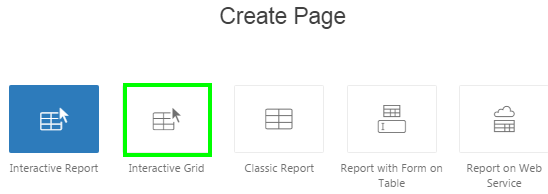 Create Page
Interactive Report
Interactive Grid
Classic Report
Report with Form on
Table
Report on Web
Service